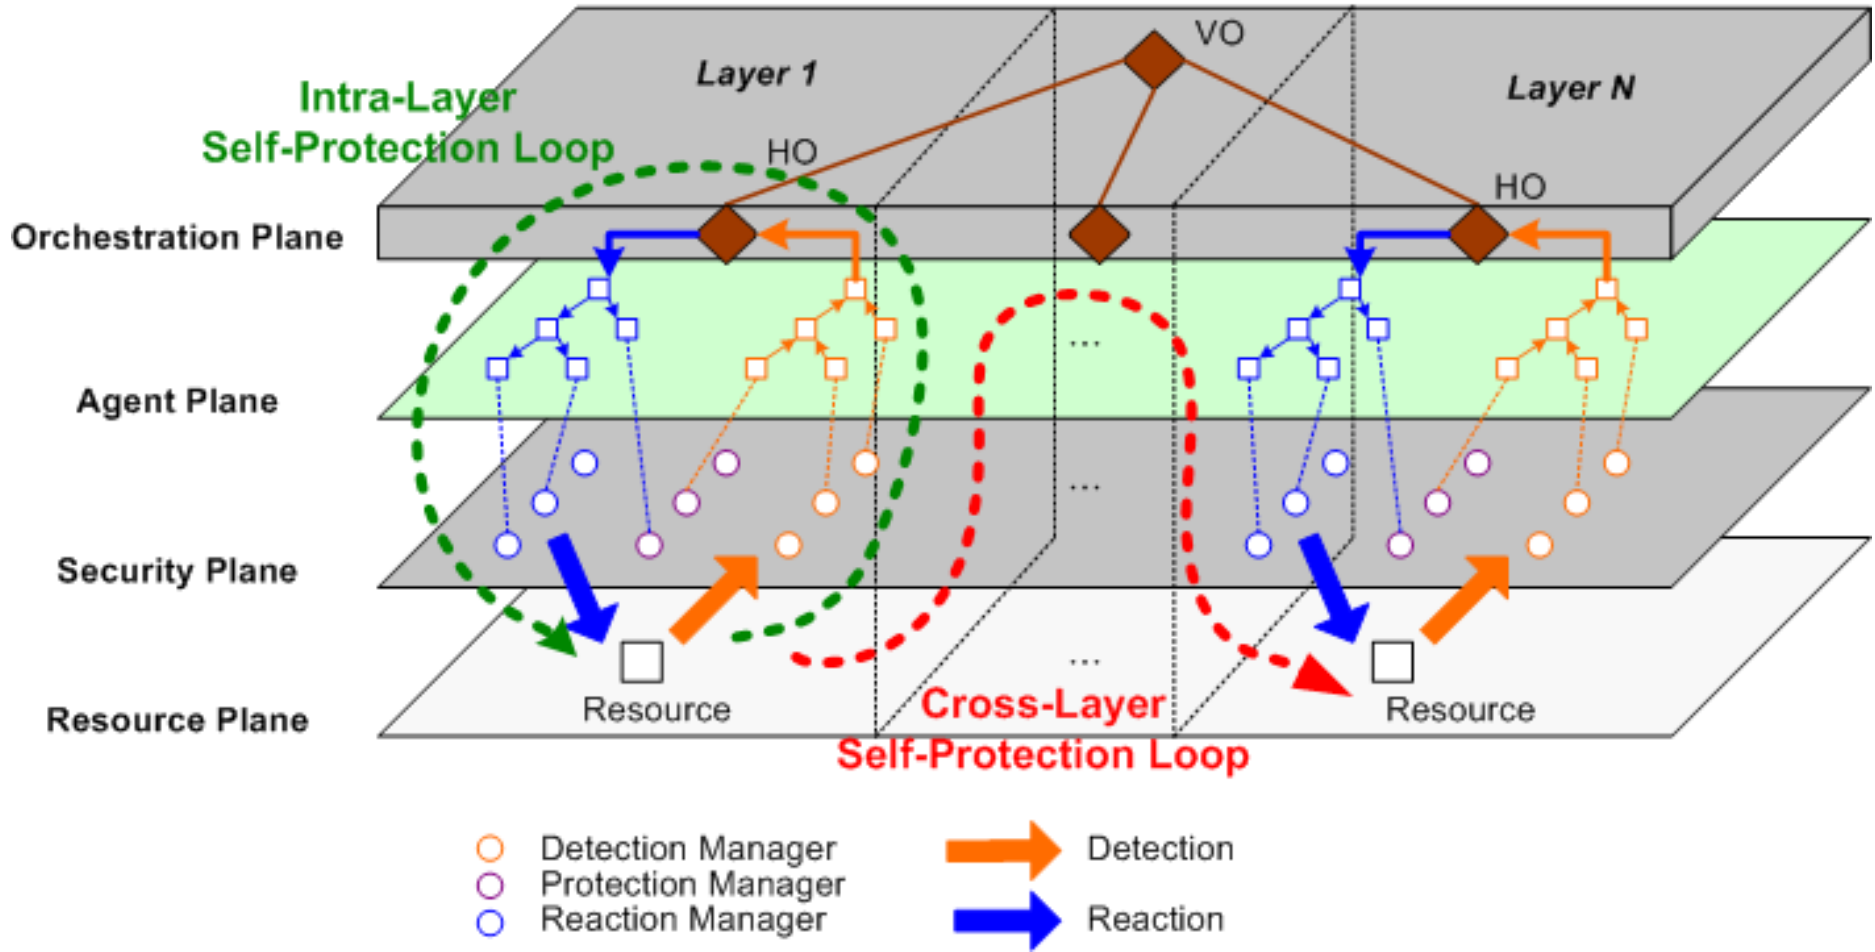 VO
Layer 1
Layer N
Intra-Layer
Self-Protection Loop
HO
HO
Orchestration Plane
...
Agent Plane
...
Security Plane
...
Resource
Resource
Resource Plane
Cross-Layer
Self-Protection Loop
Detection Manager
Detection
Protection Manager
Reaction Manager
Reaction